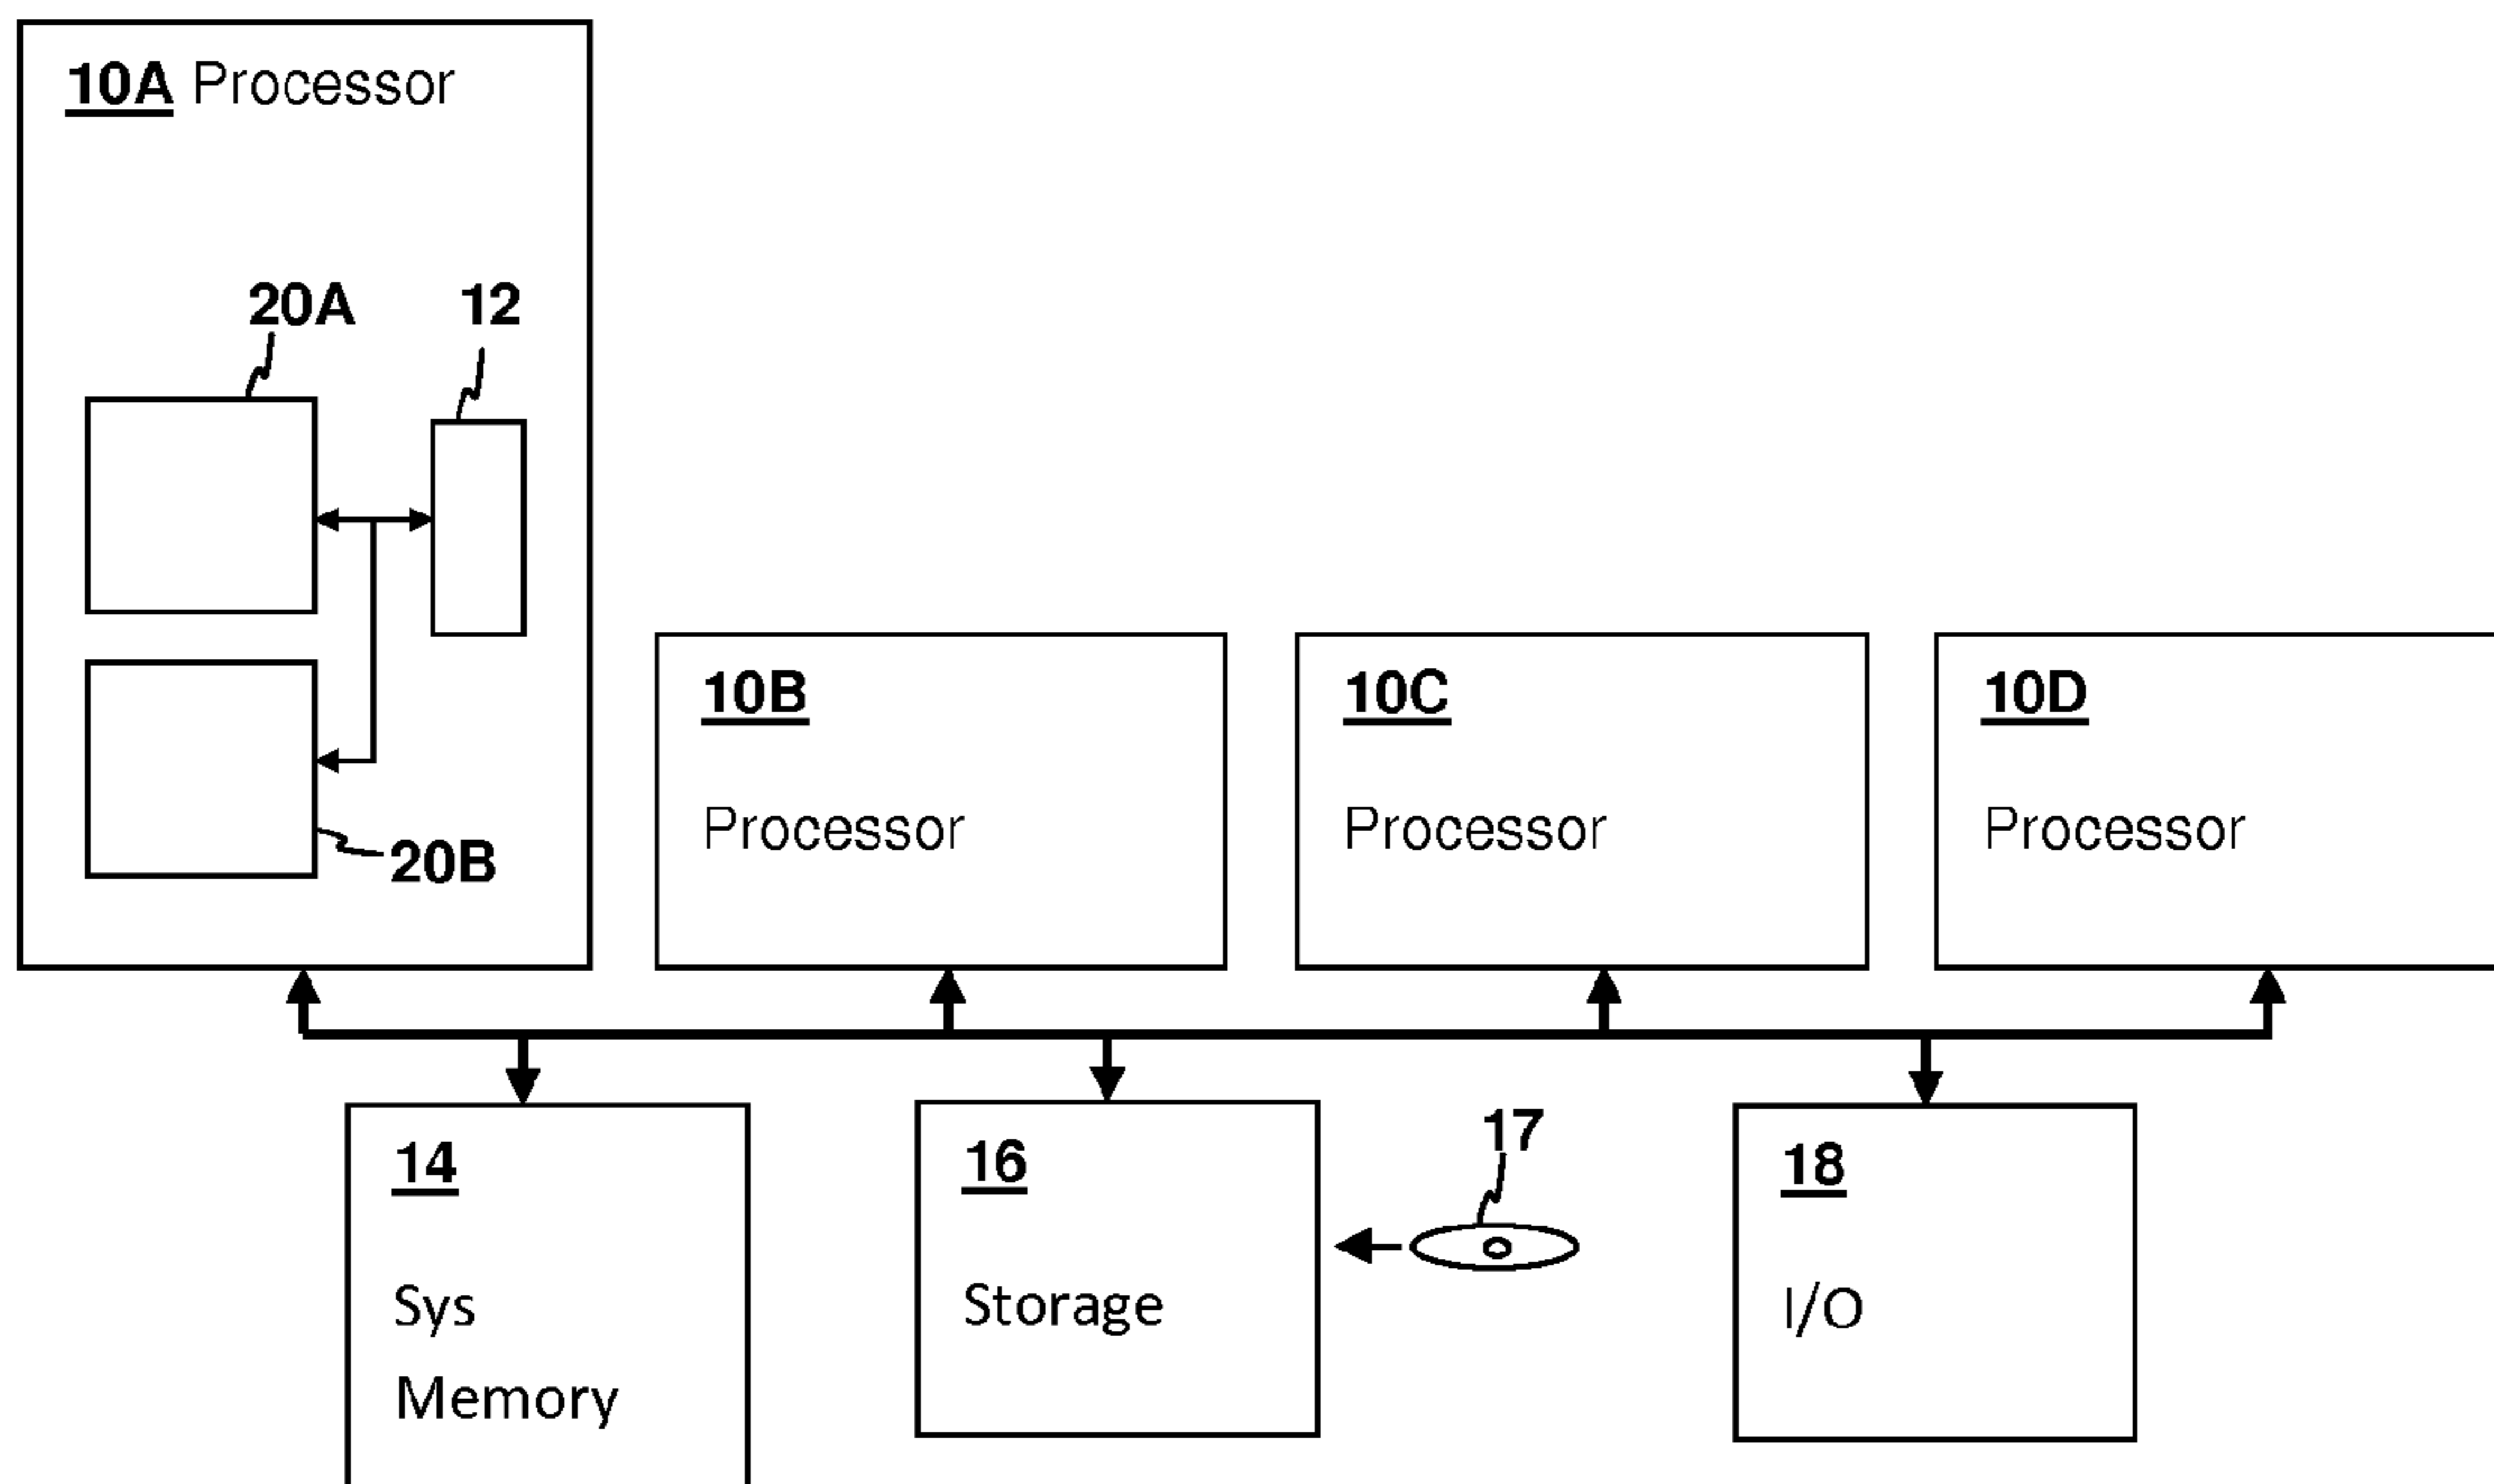 10A Processor
20A
12
20B
10B
Processor
10C
Processor
10D
Processor
14
Sys
Memory
16
Storage
17
18
I/O